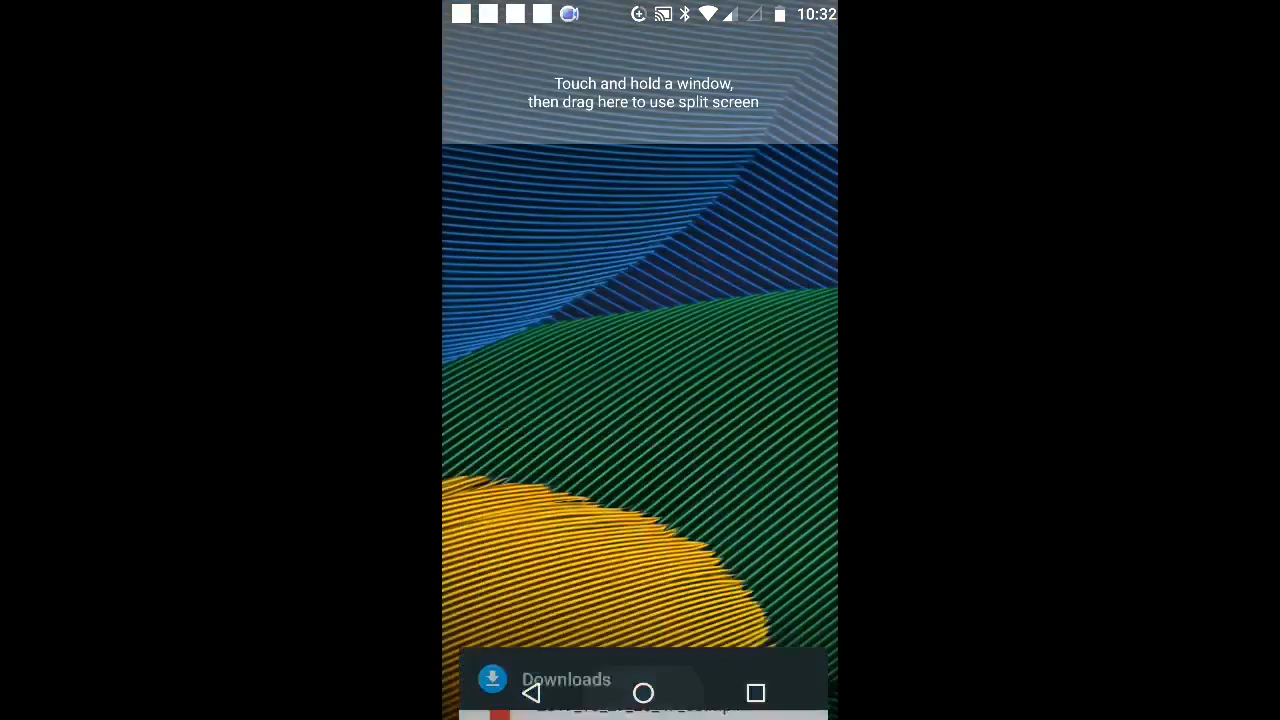 10:32
Touch and hold a window,
then drag here to use split screen
Downloads